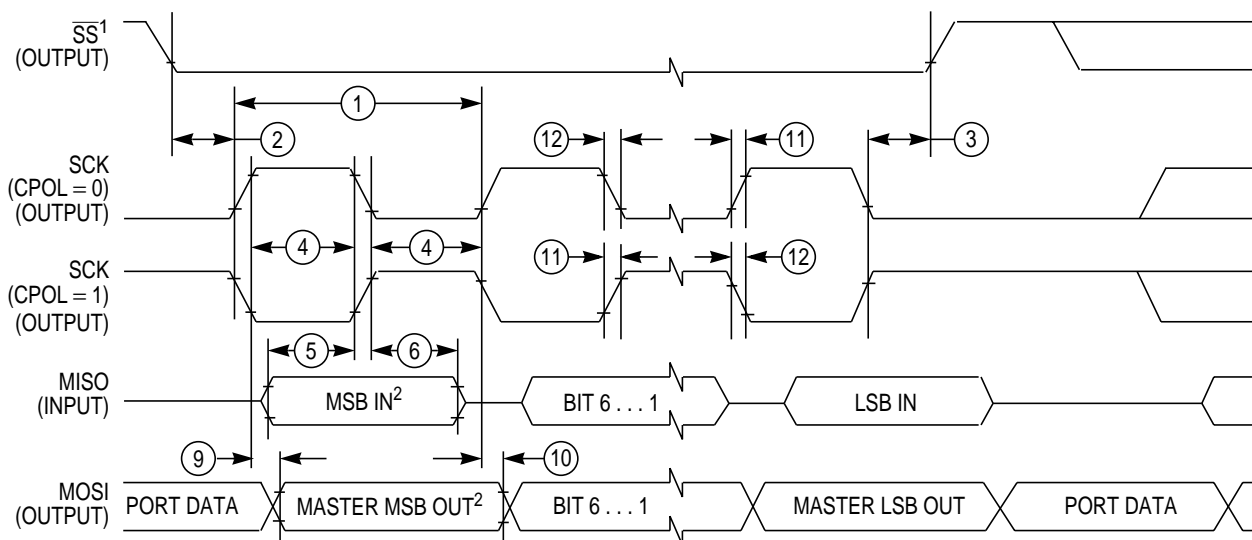 SS¹
(OUTPUT)
1
2
12
11
3
SCK
(CPOL = 0)
(OUTPUT)
4
4
SCK
(CPOL = 1)
(OUTPUT)
11
12
5
6
MISO
(INPUT)
MSB IN²
BIT 6 . . . 1
LSB IN
9
10
MOSI
(OUTPUT)
PORT DATA
MASTER MSB OUT²
BIT 6 . . . 1
MASTER LSB OUT
PORT DATA